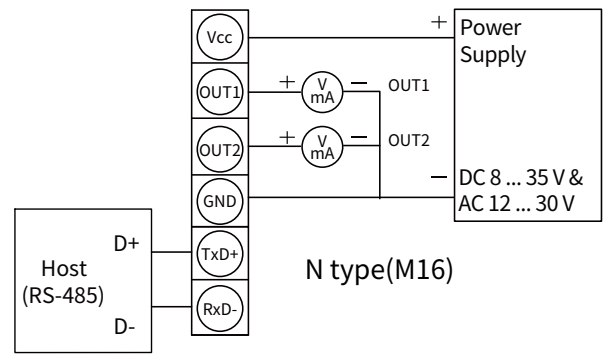 Vcc
+
Power
Supply
OUT1
+
V
mA
−
OUT1
OUT2
+
V
mA
−
OUT2
GND
−
DC 8 ... 35 V &
AC 12 ... 30 V
D+
TxD+
Host
(RS-485)
N type(M16)
D-
RxD-